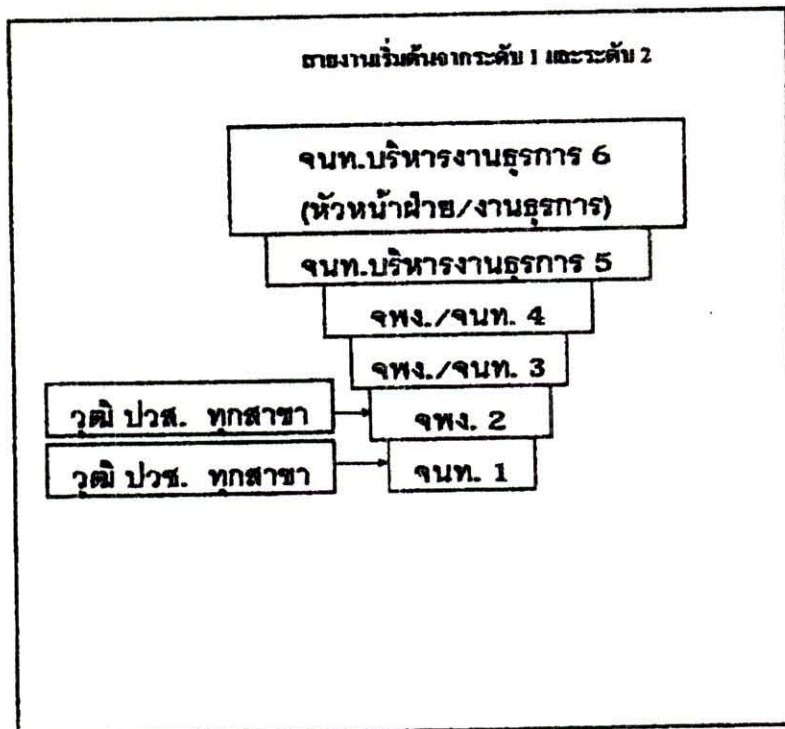 สายงานเริ่มต้นจากระดับ 1 และระดับ 2
จนท.บริหารงานธุรการ 6
(หัวหน้าฝ่าย/งานธุรการ)
จนท.บริหารงานธุรการ 5
จพง./จนท. 4
จพง./จนท. 3
วุฒิ ปวส. ทุกสาขา
จพง. 2
วุฒิ ปวช. ทุกสาขา
จนท. 1